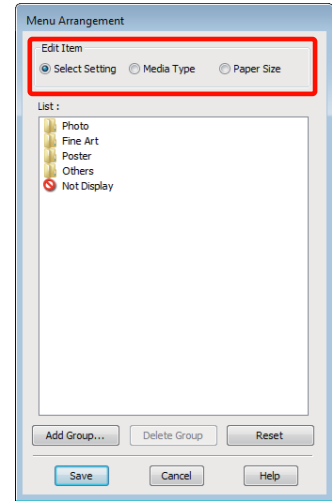 Menu Arrangement
Edit Item
Select Setting Media Type Paper Size
List :
Photo
Fine Art
Poster
Others
Not Display
Add Group... Delete Group Reset
Save Cancel Help